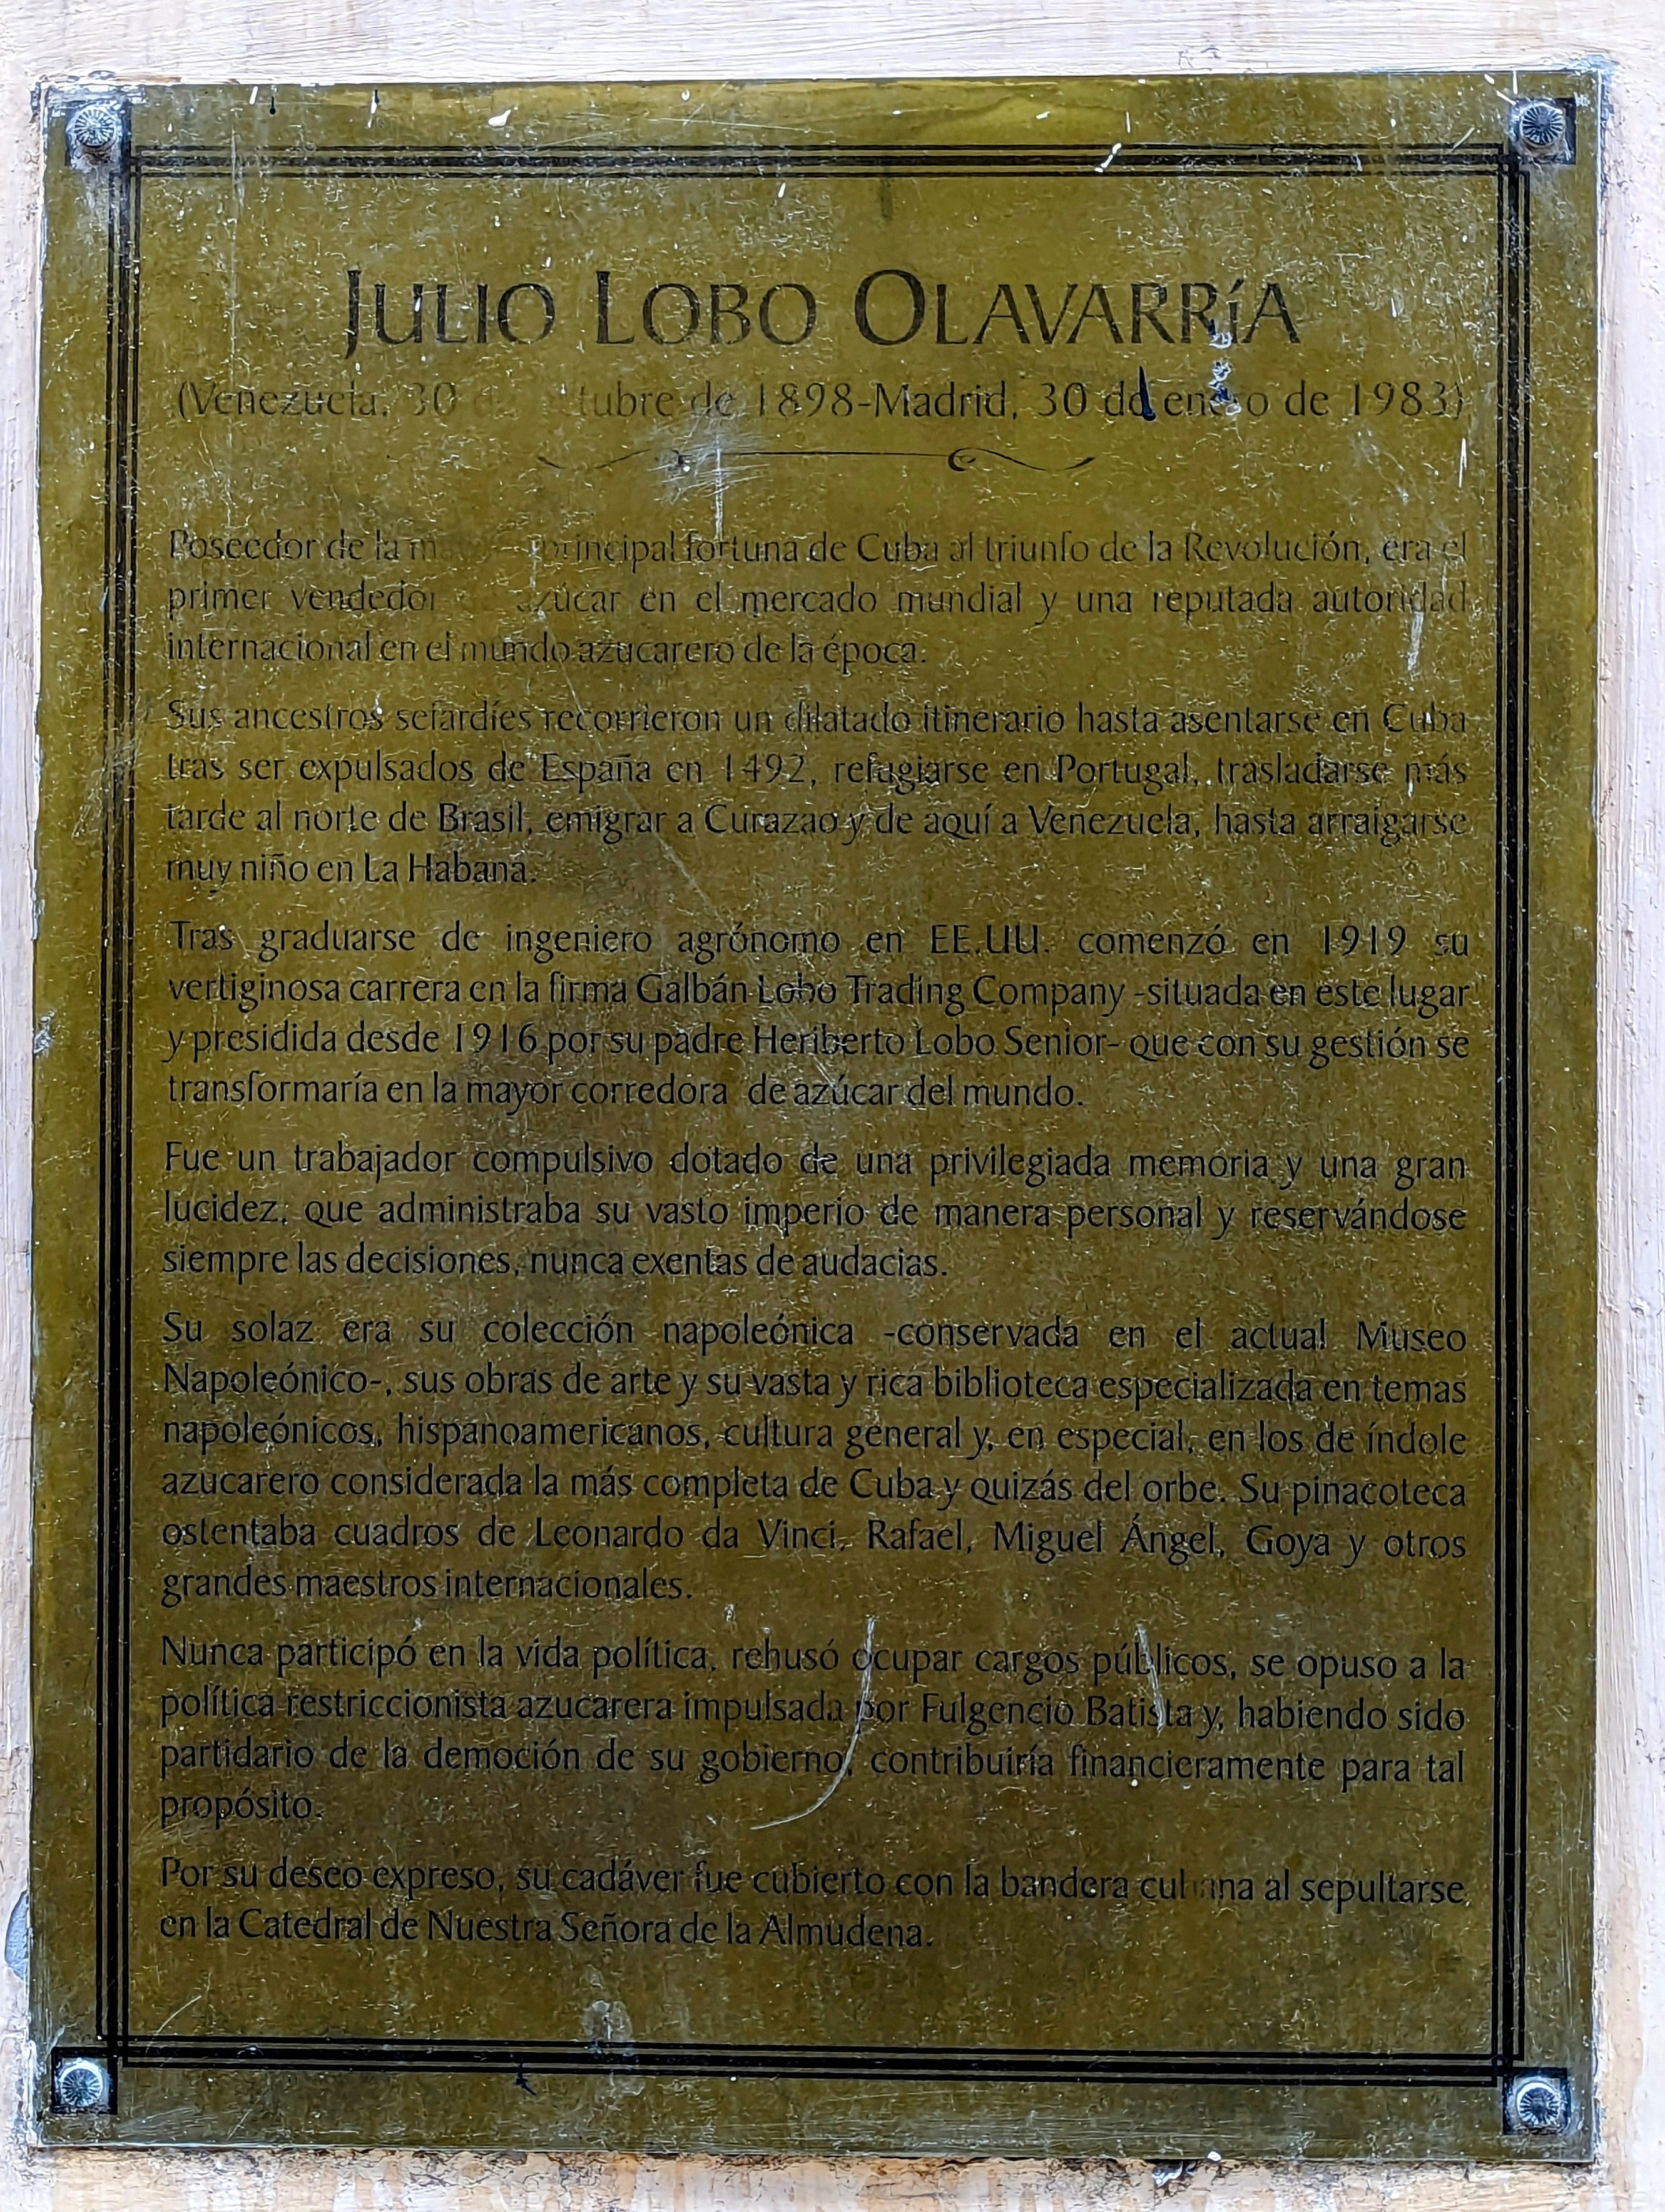 JULIO LOBO OLAVARRíA
(Venezuela, 30 de octubre de 1898-Madrid, 30 de enero de 1983)
Poseedor de la principal fortuna de Cuba al triunfo de la Revolución, era el
primer vendedor de azúcar en el mercado mundial y una reputada autoridad
internacional en el mundo azucarero de la época.
Sus ancestros sefardíes recorrieron un dilatado itinerario hasta asentarse en Cuba
tras ser expulsados de España en 1492, refugiarse en Portugal, trasladarse más
tarde al norte de Brasil, emigrar a Curazao y de aquí a Venezuela, hasta arraigarse
muy niño en La Habana.
Tras graduarse de ingeniero agrónomo en EE.UU. comenzó en 1919 su
vertiginosa carrera en la firma Galbán Lobo Trading Company -situada en este lugar
y presidida desde 1916 por su padre Heriberto Lobo Senior- que con su gestión se
transformaría en la mayor corredora de azúcar del mundo.
Fue un trabajador compulsivo dotado de una privilegiada memoria y una gran
lucidez, que administraba su vasto imperio de manera personal y reservándose
siempre las decisiones, nunca exentas de audacias.
Su solaz era su colección napoleónica -conservada en el actual Museo
Napoleónico-, sus obras de arte y su vasta y rica biblioteca especializada en temas
napoleónicos, hispanoamericanos, cultura general y, en especial, en los de índole
azucarero considerada la más completa de Cuba y quizás del orbe. Su pinacoteca
ostentaba cuadros de Leonardo da Vinci, Rafael, Miguel Ángel, Goya y otros
grandes maestros internacionales.
Nunca participó en la vida política, rehusó ocupar cargos públicos, se opuso a la
política restriccionista azucarera impulsada por Fulgencio Batista y, habiendo sido
partidario de la democión de su gobierno, contribuiría financieramente para tal
propósito.
Por su deseo expreso, su cadáver fue cubierto con la bandera cubana al sepultarse
en la Catedral de Nuestra Señora de la Almudena.